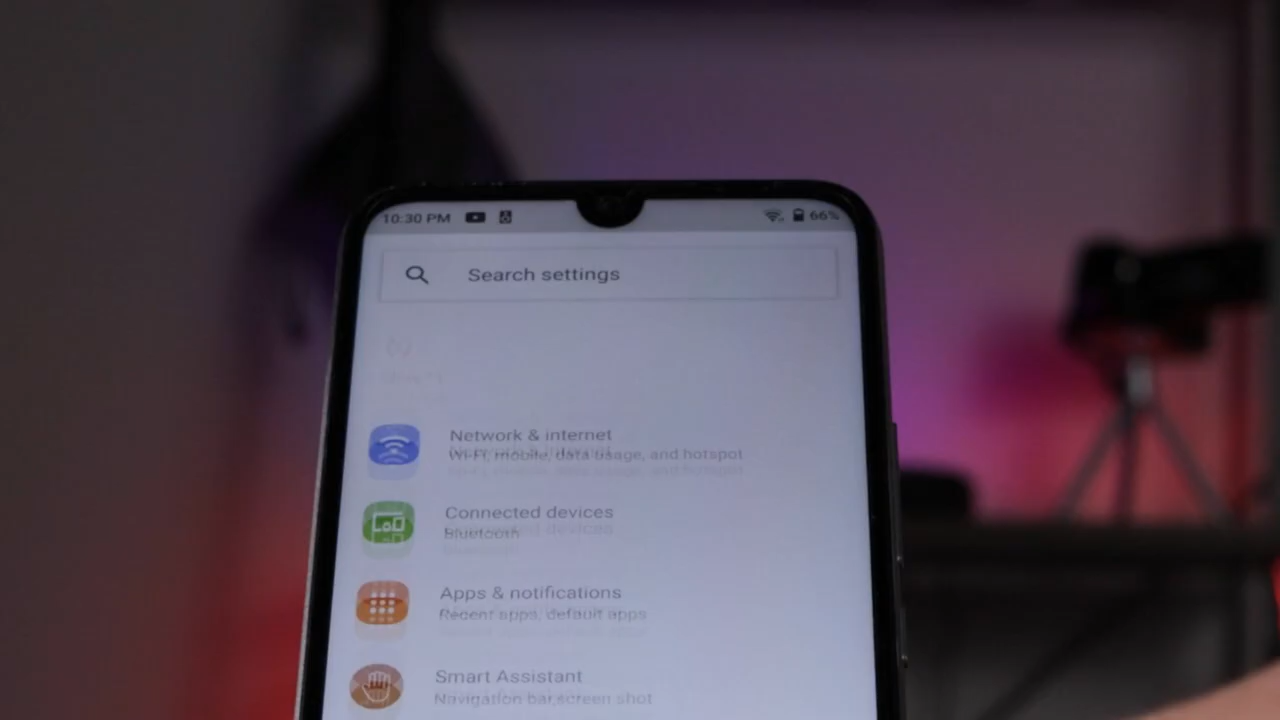 10:30 PM 66%
Search settings
Network & internet
Wi-Fi, mobile, data usage, and hotspot
Connected devices
Bluetooth
Apps & notifications
Recent apps, default apps
Smart Assistant
Navigation bar,screen shot